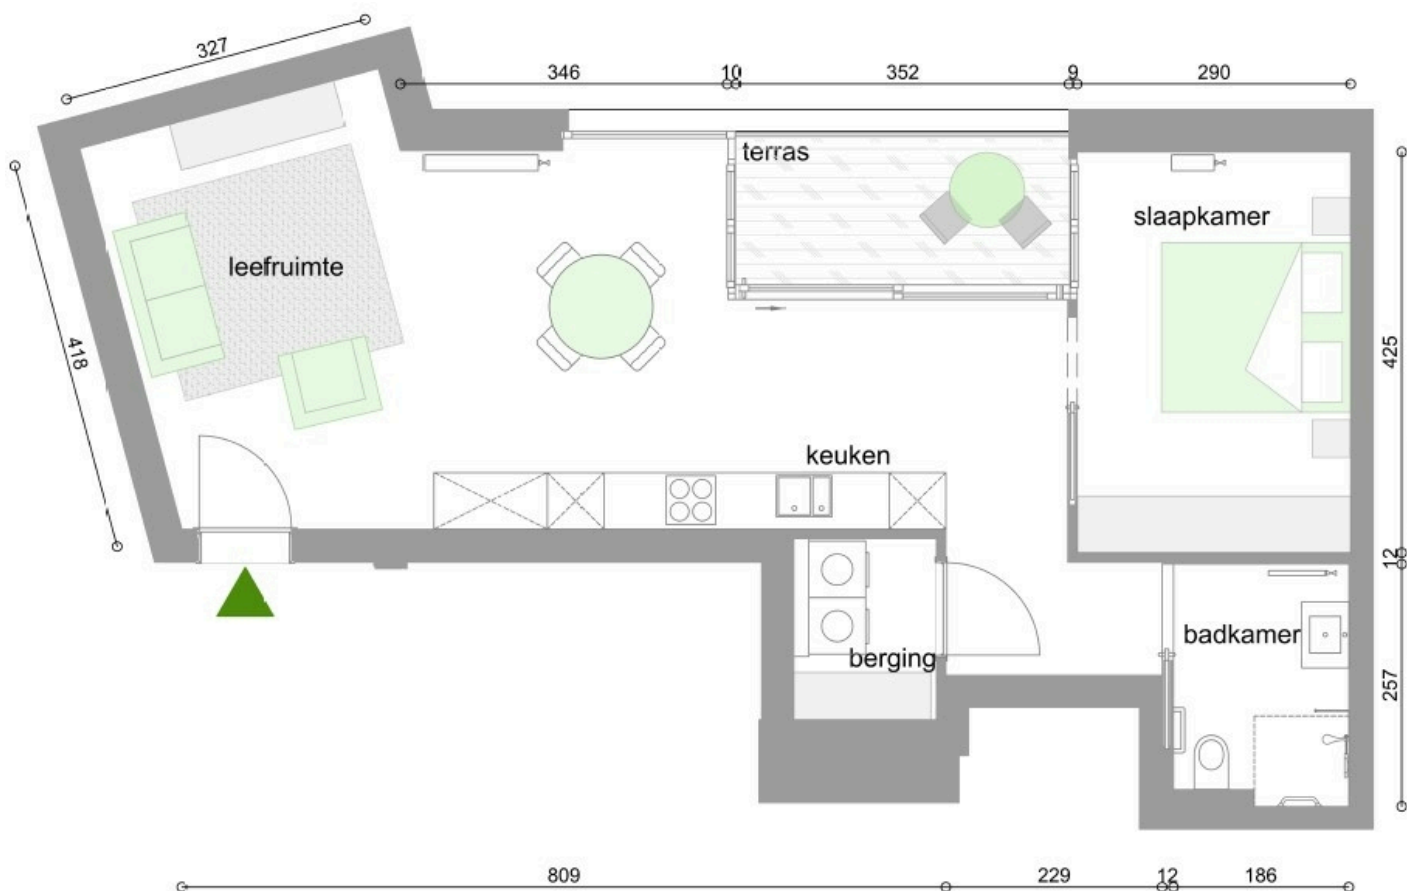 327
346
10
352
9
290
terras
slaapkamer
leefruimte
418
425
keuken
12
badkamer
berging
257
809
229
12
186